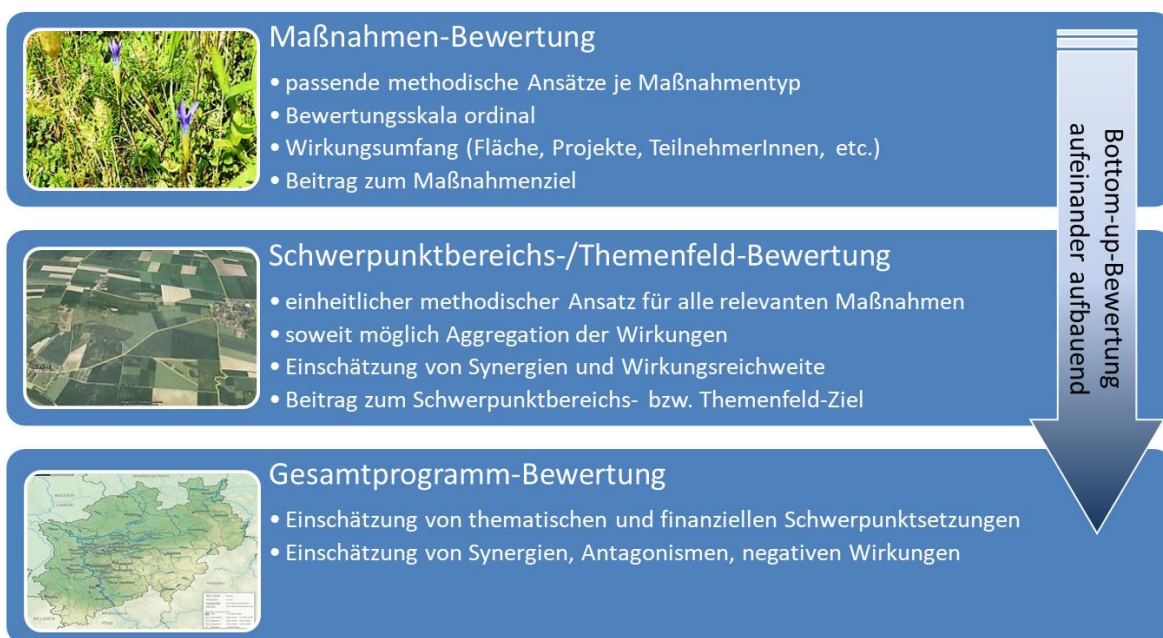 Maßnahmen-Bewertung
• passende methodische Ansätze je Maßnahmentyp
• Bewertungsskala ordinal
• Wirkungsumfang (Fläche, Projekte, TeilnehmerInnen, etc.)
• Beitrag zum Maßnahmenziel
Schwerpunktbereichs-/Themenfeld-Bewertung
• einheitlicher methodischer Ansatz für alle relevanten Maßnahmen
• soweit möglich Aggregation der Wirkungen
• Einschätzung von Synergien und Wirkungsreichweite
• Beitrag zum Schwerpunktbereichs- bzw. Themenfeld-Ziel
Gesamtprogramm-Bewertung
• Einschätzung von thematischen und finanziellen Schwerpunktsetzungen
• Einschätzung von Synergien, Antagonismen, negativen Wirkungen
Bottom-up-Bewertung
aufeinander aufbauend